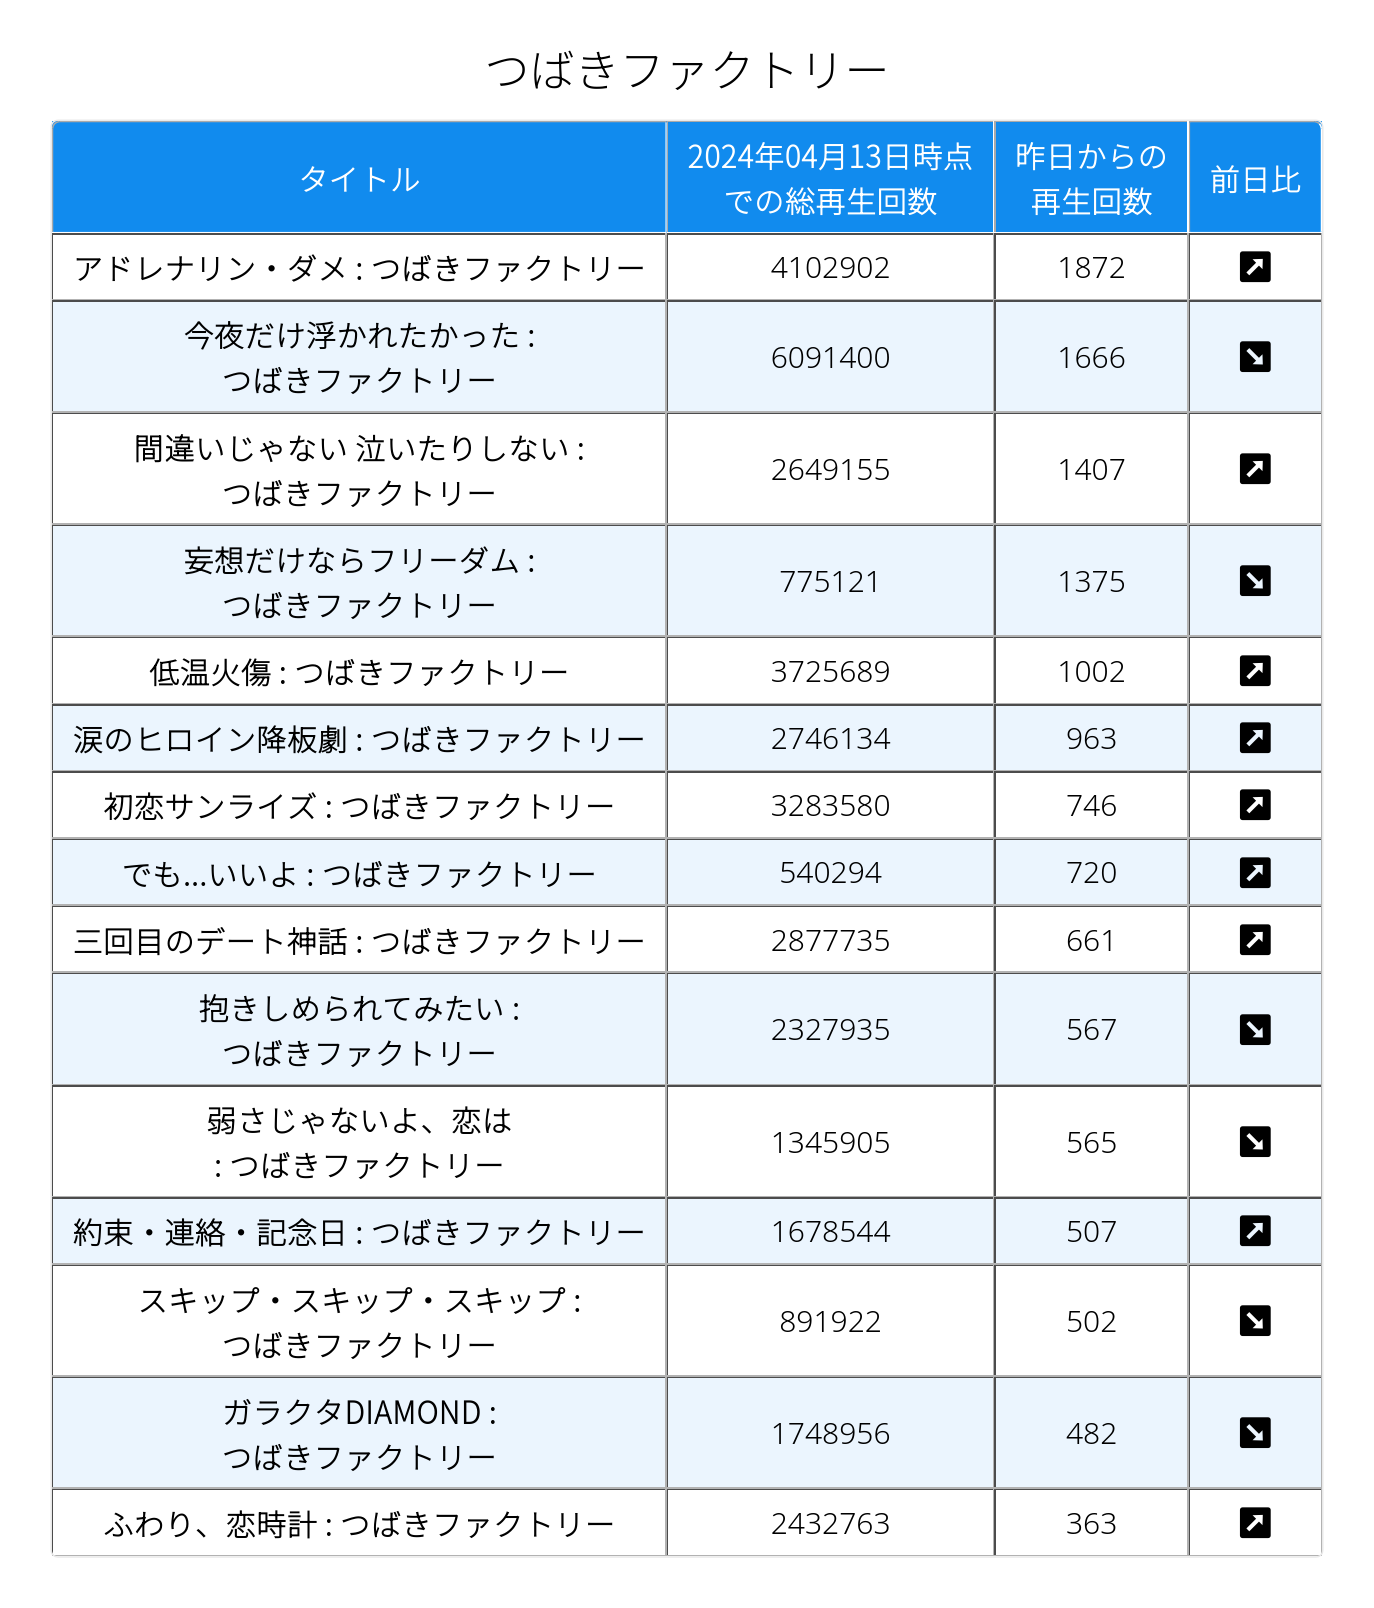 つばきファクトリー
タイトル
2024年04月13日時点
での総再生回数
昨日からの
再生回数
前日比
アドレナリン・ダメ : つばきファクトリー
4102902
1872
今夜だけ浮かれたかった :
つばきファクトリー
6091400
1666
間違いじゃない 泣いたりしない :
つばきファクトリー
2649155
1407
妄想だけならフリーダム :
つばきファクトリー
775121
1375
低温火傷 : つばきファクトリー
3725689
1002
涙のヒロイン降板劇 : つばきファクトリー
2746134
963
初恋サンライズ : つばきファクトリー
3283580
746
でも...いいよ : つばきファクトリー
540294
720
三回目のデート神話 : つばきファクトリー
2877735
661
抱きしめられてみたい :
つばきファクトリー
2327935
567
弱さじゃないよ、恋は
: つばきファクトリー
1345905
565
約束・連絡・記念日 : つばきファクトリー
1678544
507
スキップ・スキップ・スキップ :
つばきファクトリー
891922
502
ガラクタDIAMOND :
つばきファクトリー
1748956
482
ふわり、恋時計 : つばきファクトリー
2432763
363